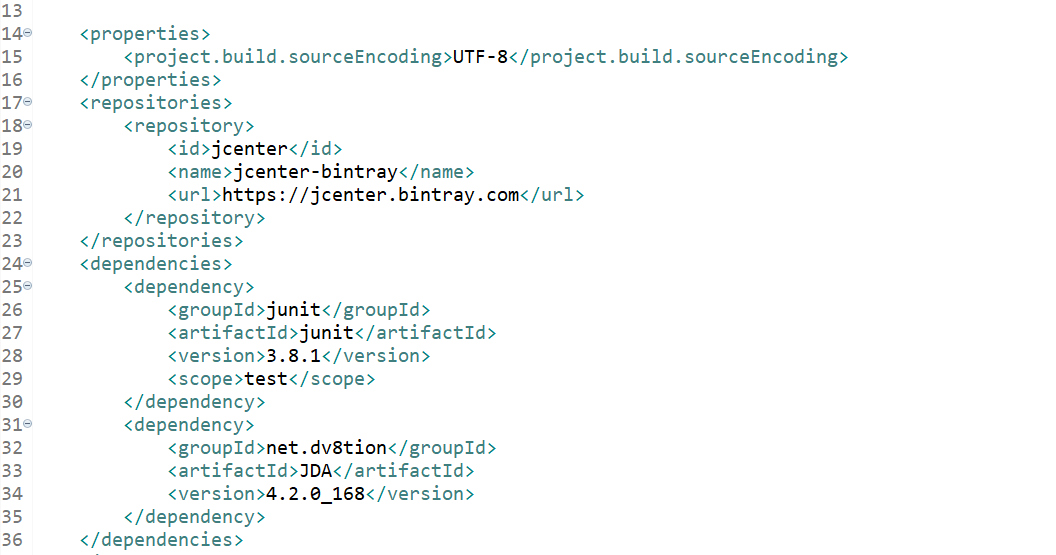 13
14 <properties>
15 <project.build.sourceEncoding>UTF-8</project.build.sourceEncoding>
16 </properties>
17 <repositories>
18 <repository>
19 <id>jcenter</id>
20 <name>jcenter-bintray</name>
21 <url>https://jcenter.bintray.com</url>
22 </repository>
23 </repositories>
24 <dependencies>
25 <dependency>
26 <groupId>junit</groupId>
27 <artifactId>junit</artifactId>
28 <version>3.8.1</version>
29 <scope>test</scope>
30 </dependency>
31 <dependency>
32 <groupId>net.dv8tion</groupId>
33 <artifactId>JDA</artifactId>
34 <version>4.2.0_168</version>
35 </dependency>
36 </dependencies>